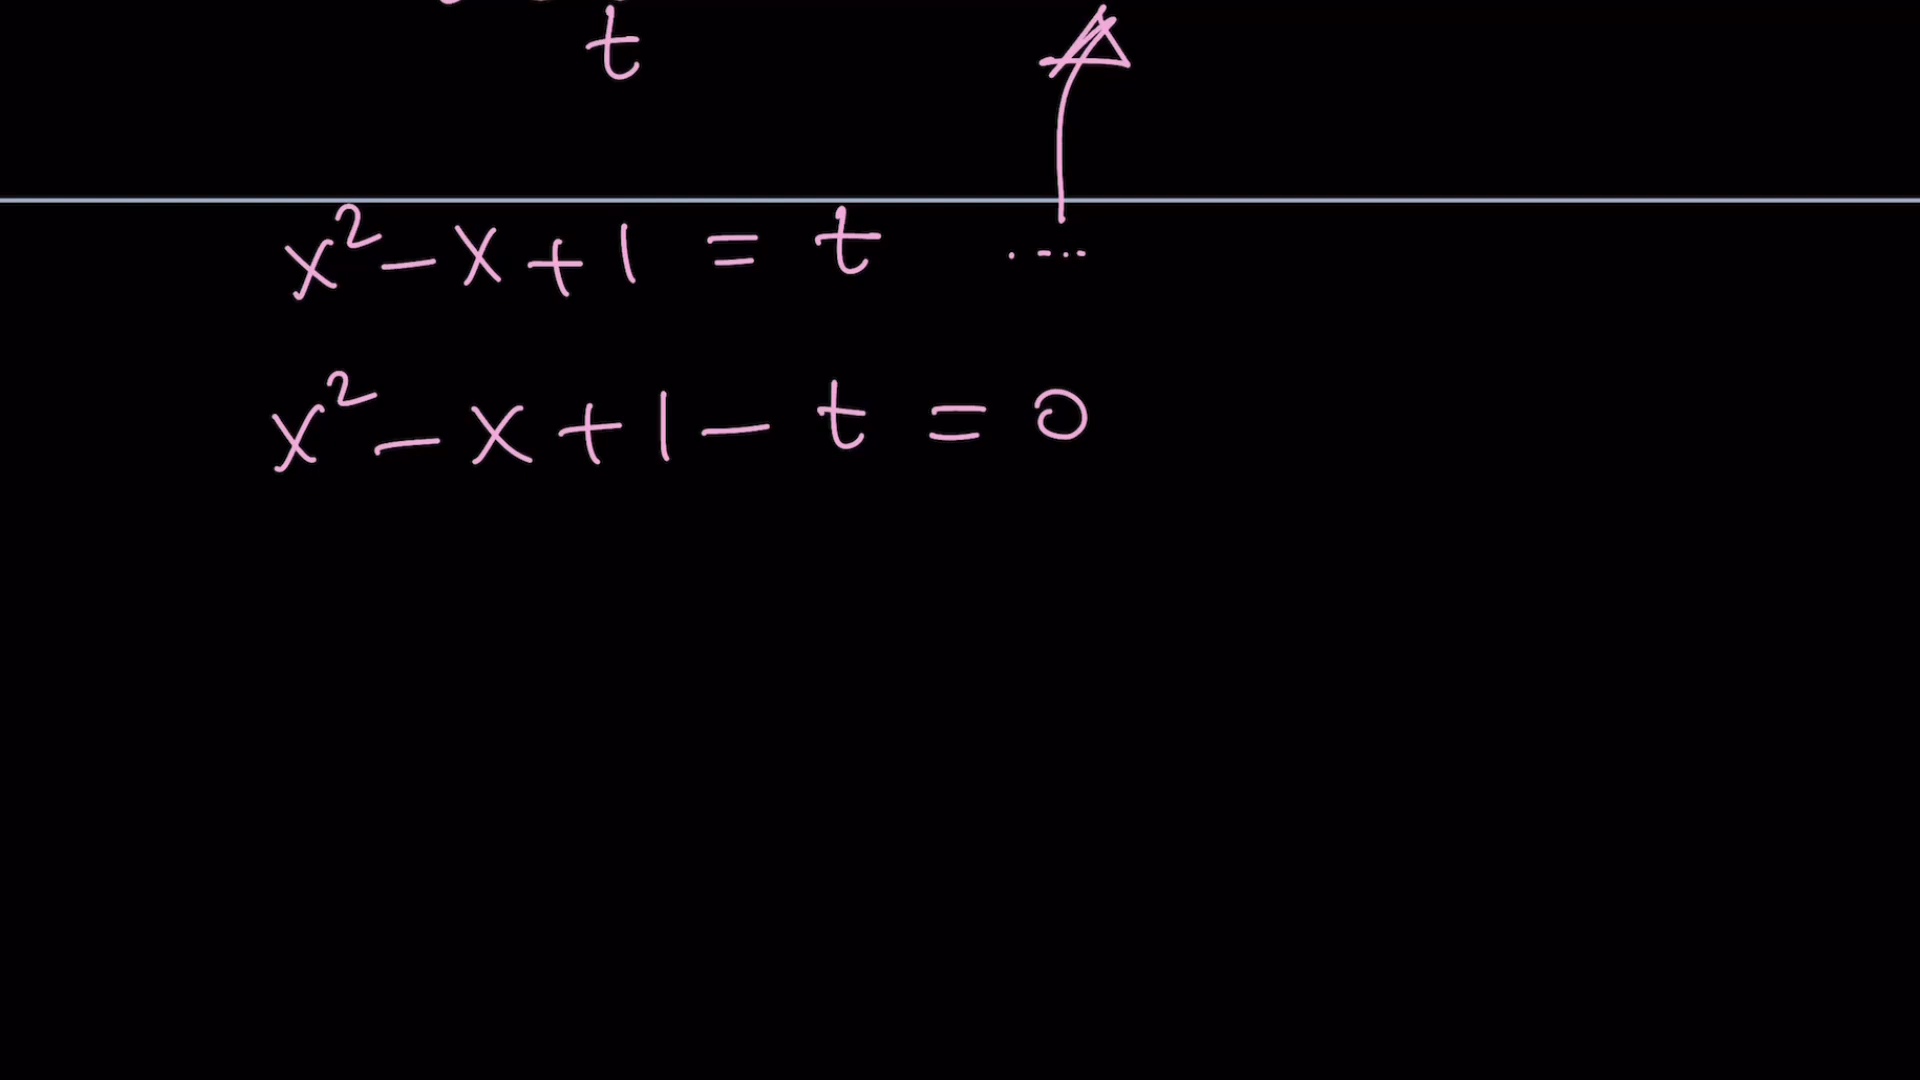 t
x² - x + 1 = t ....
x² - x + 1 - t = 0